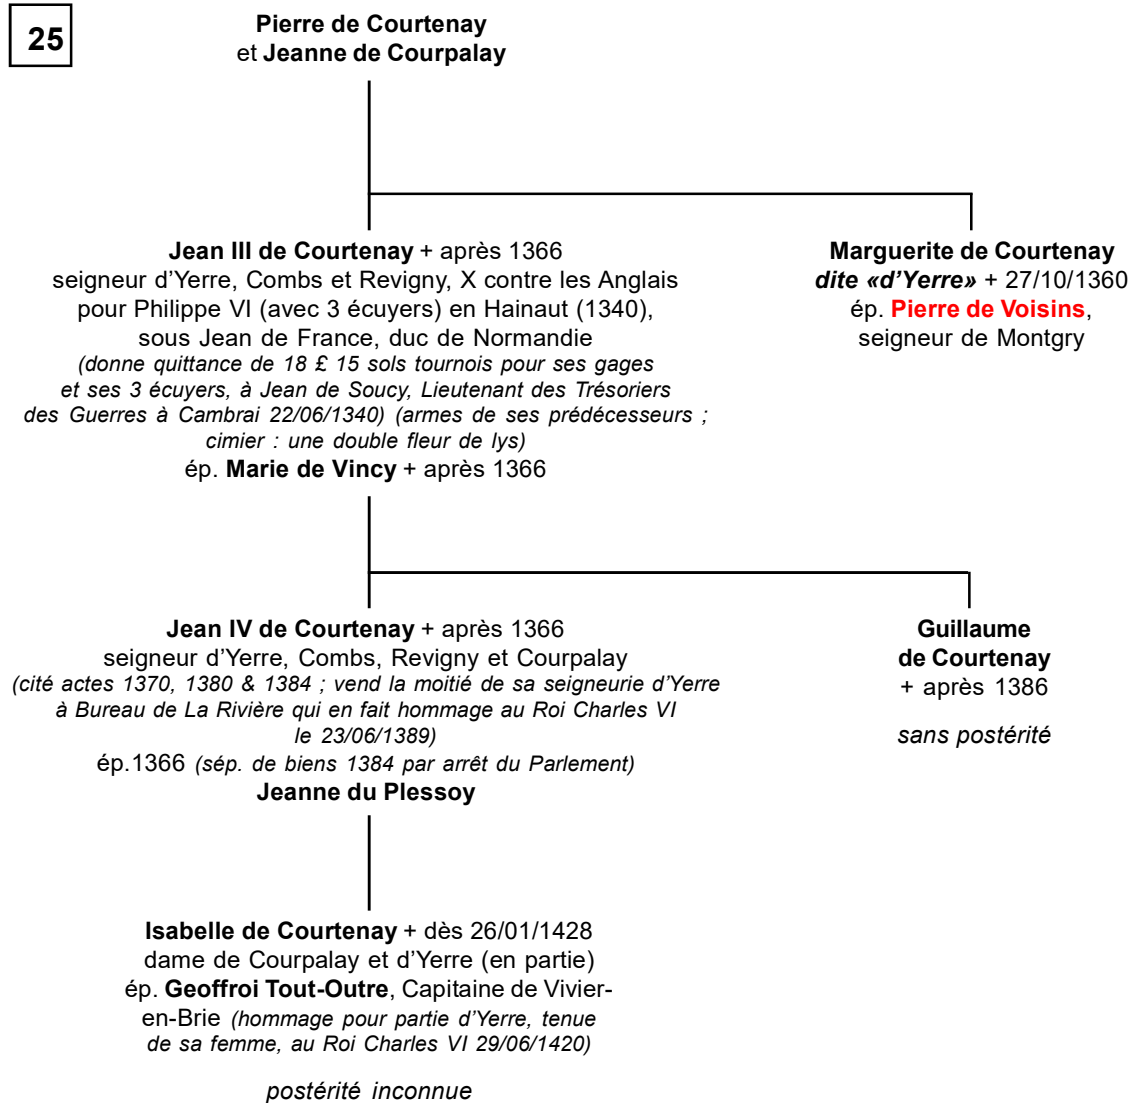 25
Pierre de Courtenay
et Jeanne de Courpalay
Jean III de Courtenay + après 1366
seigneur d’Yerre, Combs et Revigny, X contre les Anglais
pour Philippe VI (avec 3 écuyers) en Hainaut (1340),
sous Jean de France, duc de Normandie
(donne quittance de 18 £ 15 sols tournois pour ses gages
et ses 3 écuyers, à Jean de Soucy, Lieutenant des Trésoriers
des Guerres à Cambrai 22/06/1340) (armes de ses prédécesseurs ;
cimier : une double fleur de lys)
ép. Marie de Vincy + après 1366
Marguerite de Courtenay
dite «d’Yerre» + 27/10/1360
ép. Pierre de Voisins,
seigneur de Montgry
Jean IV de Courtenay + après 1366
seigneur d’Yerre, Combs, Revigny et Courpalay
(cité actes 1370, 1380 & 1384 ; vend la moitié de sa seigneurie d’Yerre
à Bureau de La Rivière qui en fait hommage au Roi Charles VI
le 23/06/1389)
ép.1366 (sép. de biens 1384 par arrêt du Parlement)
Jeanne du Plessoy
Guillaume
de Courtenay
+ après 1386
sans postérité
Isabelle de Courtenay + dès 26/01/1428
dame de Courpalay et d’Yerre (en partie)
ép. Geoffroi Tout-Outre, Capitaine de Vivier-
en-Brie (hommage pour partie d’Yerre, tenue
de sa femme, au Roi Charles VI 29/06/1420)
postérité inconnue